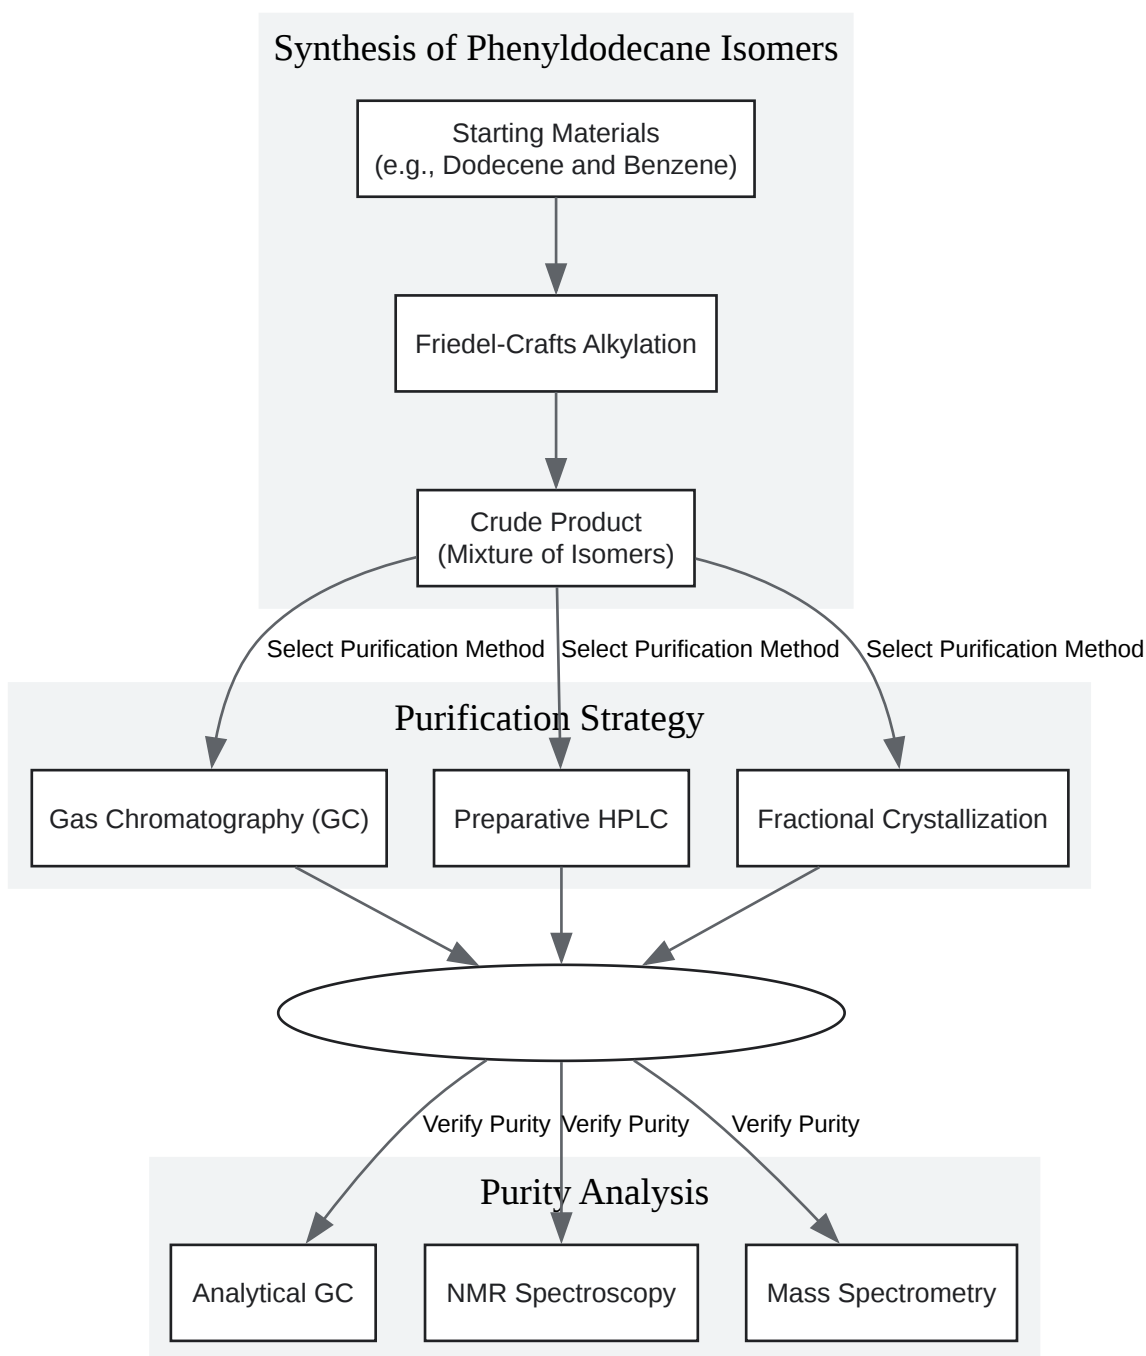 Synthesis of Phenyldodecane Isomers
Starting Materials
(e.g., Dodecene and Benzene)
Friedel-Crafts Alkylation
Crude Product
(Mixture of Isomers)
Select Purification Method
Select Purification Method
Select Purification Method
Purification Strategy
Gas Chromatography (GC)
Preparative HPLC
Fractional Crystallization
Verify Purity
Verify Purity
Verify Purity
Purity Analysis
Analytical GC
NMR Spectroscopy
Mass Spectrometry